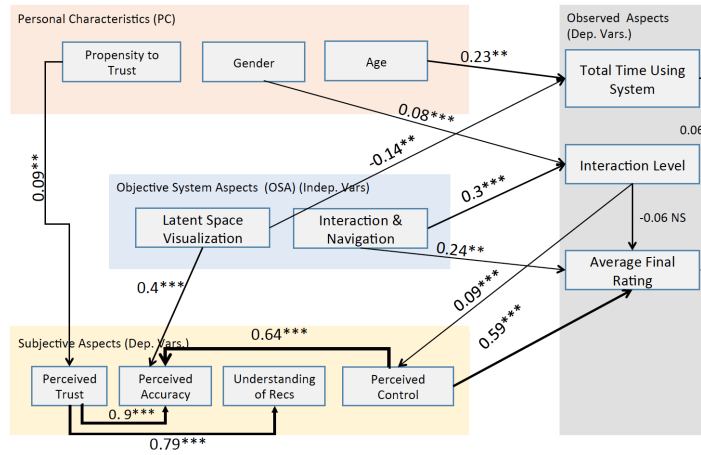 Personal Characteristics (PC)
Observed Aspects
(Dep. Vars.)
Propensity to
Trust
Gender
Age
0.23**
Total Time Using
System
0.06
0.08***
-0.14**
0.09**
Interaction Level
Objective System Aspects (OSA) (Indep. Vars)
0.3***
Latent Space
Visualization
Interaction &
Navigation
-0.06 NS
0.24**
Average Final
Rating
0.4***
0.09***
0.59***
Subjective Aspects (Dep. Vars.)
0.64***
Perceived
Trust
Perceived
Accuracy
Understanding
of Recs
Perceived
Control
0.9***
0.79***